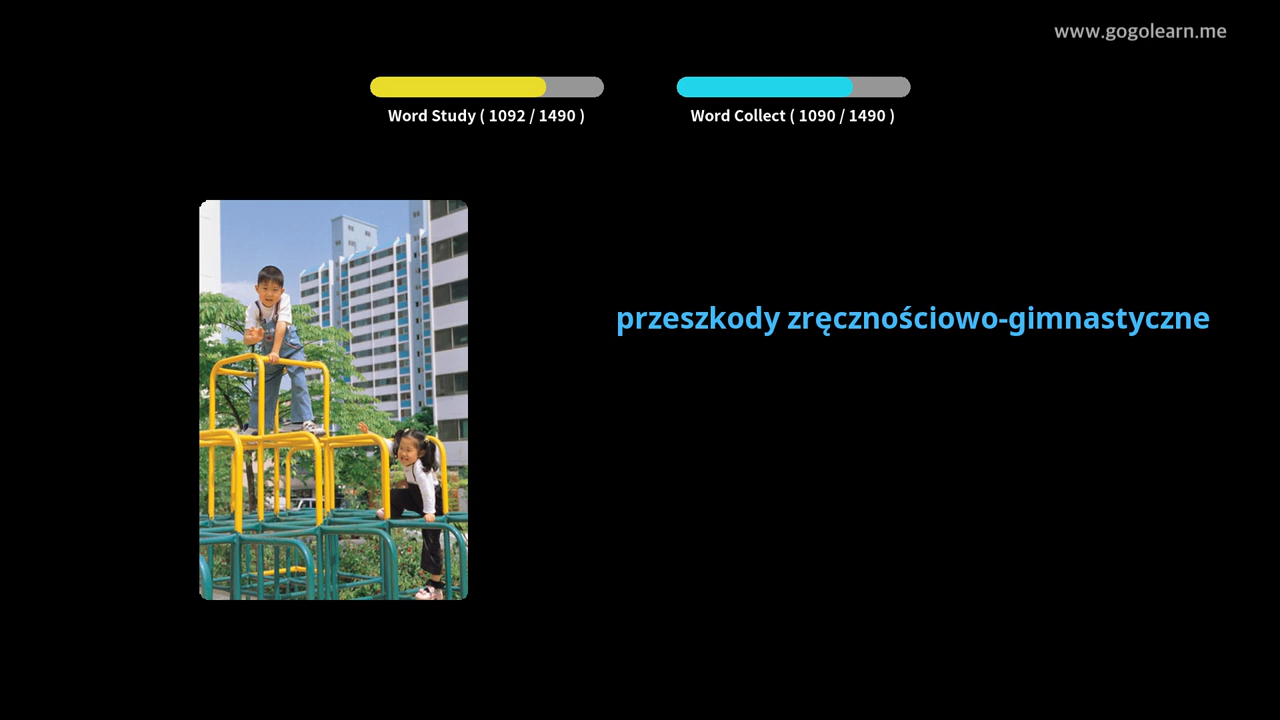 www.gogolearn.me
Word Study ( 1092 / 1490 )
Word Collect ( 1090 / 1490 )
przeszkody zręcznościowo-gimnastyczne